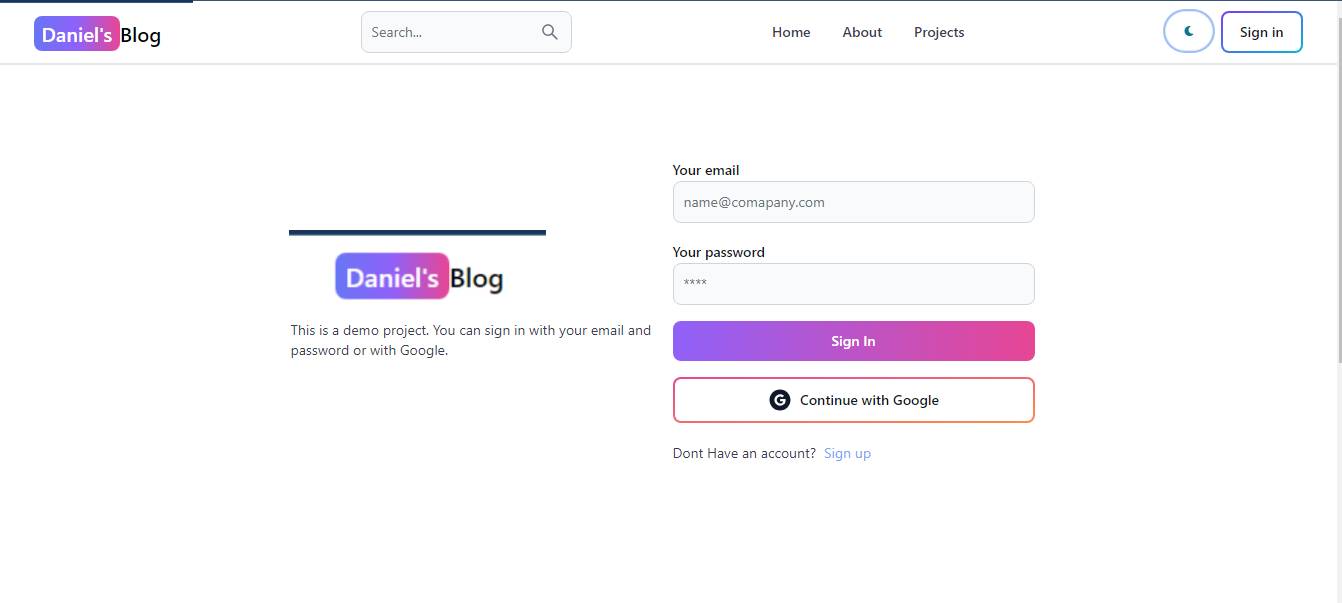 Daniel's Blog
Search...
Home
About
Projects
Sign in
Your email
name@comapany.com
Your password
****
Daniel's Blog
This is a demo project. You can sign in with your email and
password or with Google.
Sign In
G Continue with Google
Dont Have an account? Sign up